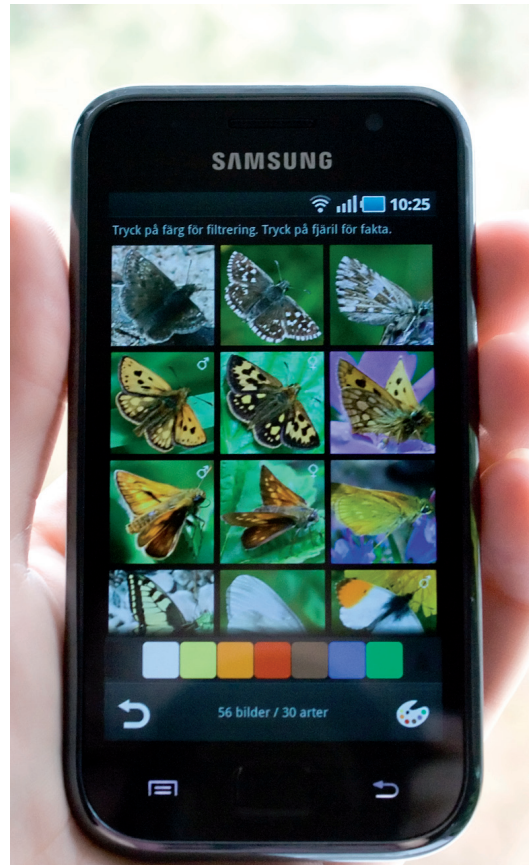 SAMSUNG
10:25
Tryck på färg för filtrering. Tryck på fjäril för fakta.
♂
♀
♂
♀
♂
56 bilder / 30 arter